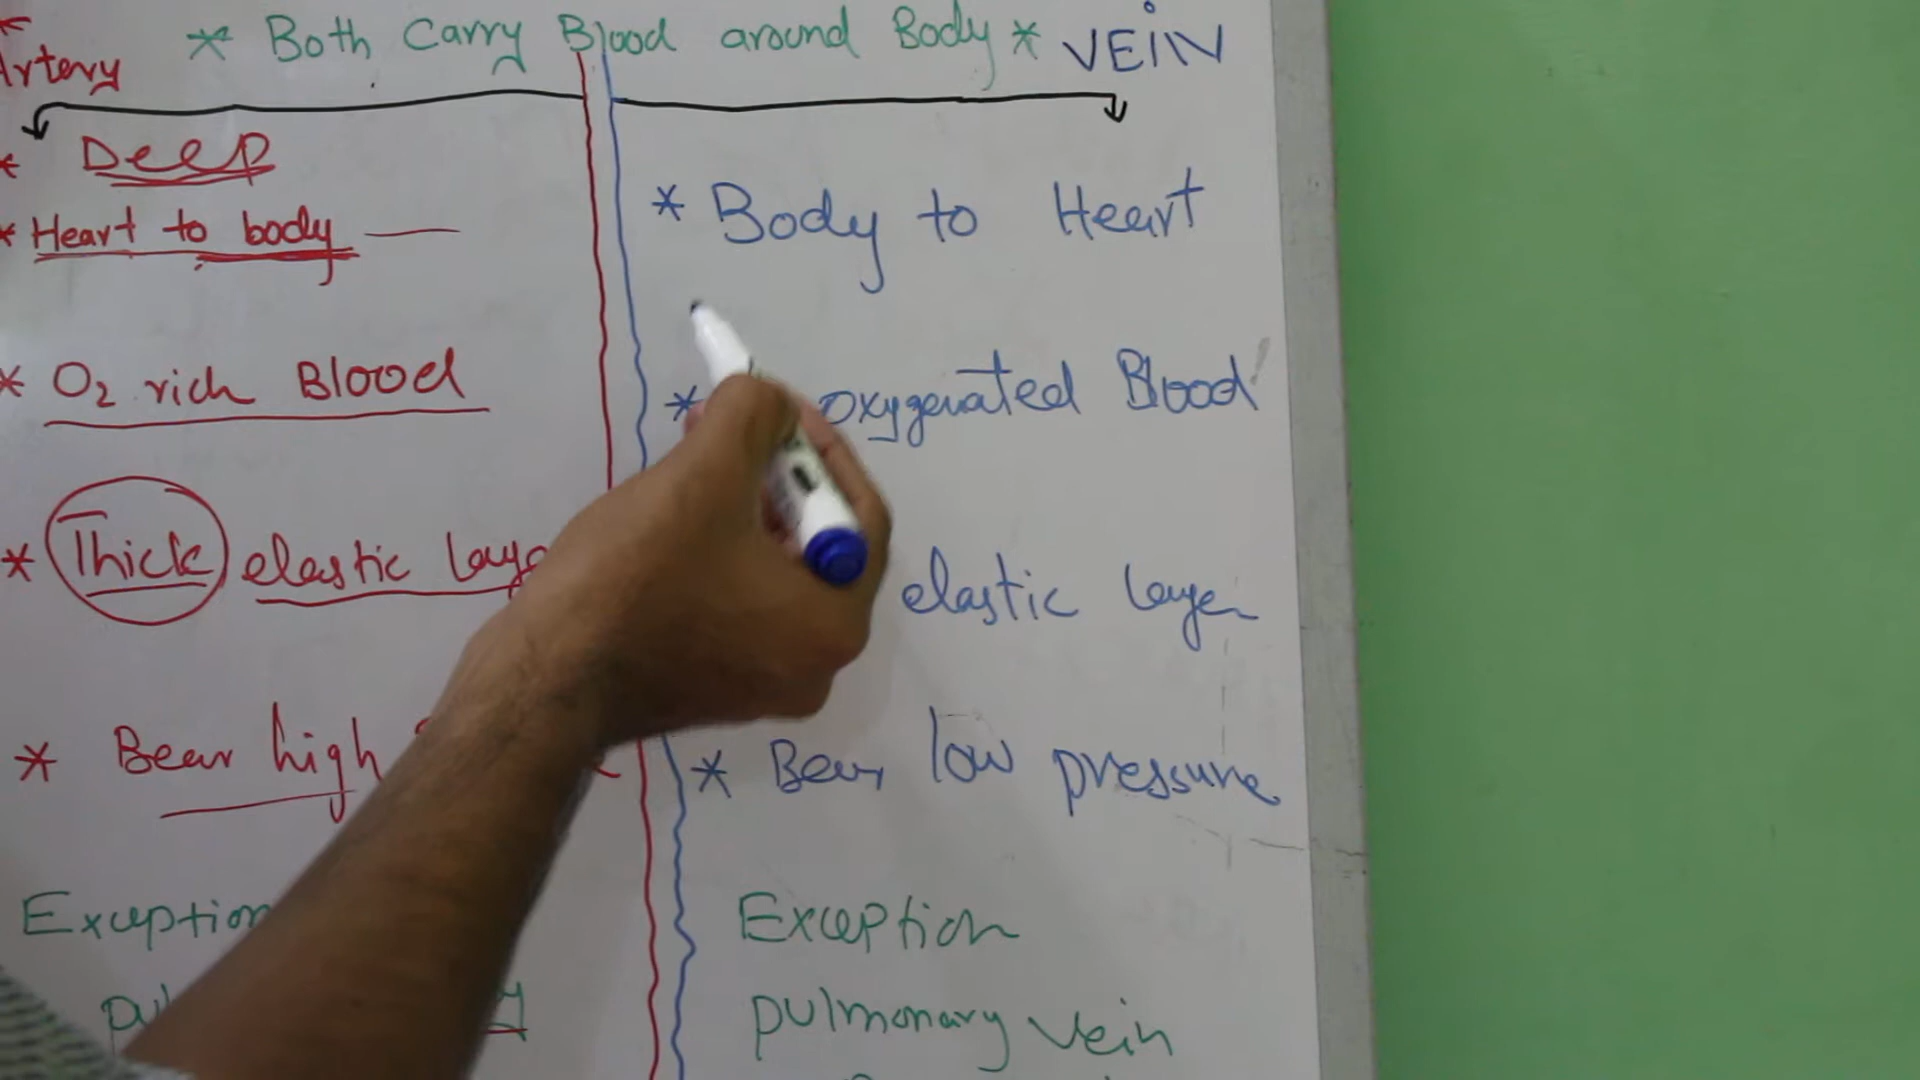 Artery
* Both Carry Blood around Body *
VEIN
* Deep
* Heart to body
* O2 rich Blood
* Thick elastic laye
* Bear high
Exception
* Body to Heart
* oxygenated Blood
elastic layer
* Bear low pressure
Exception
pulmonary vein